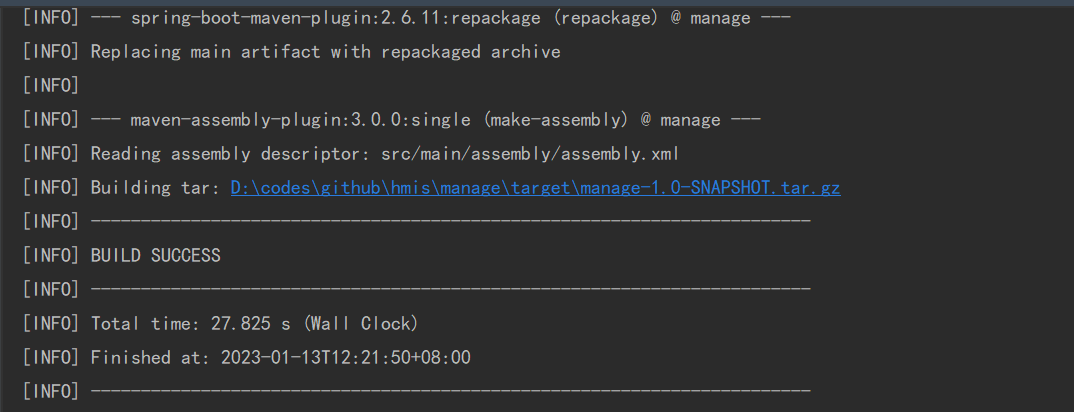 [INFO] --- spring-boot-maven-plugin:2.6.11:repackage (repackage) @ manage ---
[INFO] Replacing main artifact with repackaged archive
[INFO]
[INFO] --- maven-assembly-plugin:3.0.0:single (make-assembly) @ manage ---
[INFO] Reading assembly descriptor: src/main/assembly/assembly.xml
[INFO] Building tar: D:\codes\github\hmis\manage\target\manage-1.0-SNAPSHOT.tar.gz
[INFO] ------------------------------------------------------------------------
[INFO] BUILD SUCCESS
[INFO] ------------------------------------------------------------------------
[INFO] Total time: 27.825 s (Wall Clock)
[INFO] Finished at: 2023-01-13T12:21:50+08:00
[INFO] ------------------------------------------------------------------------